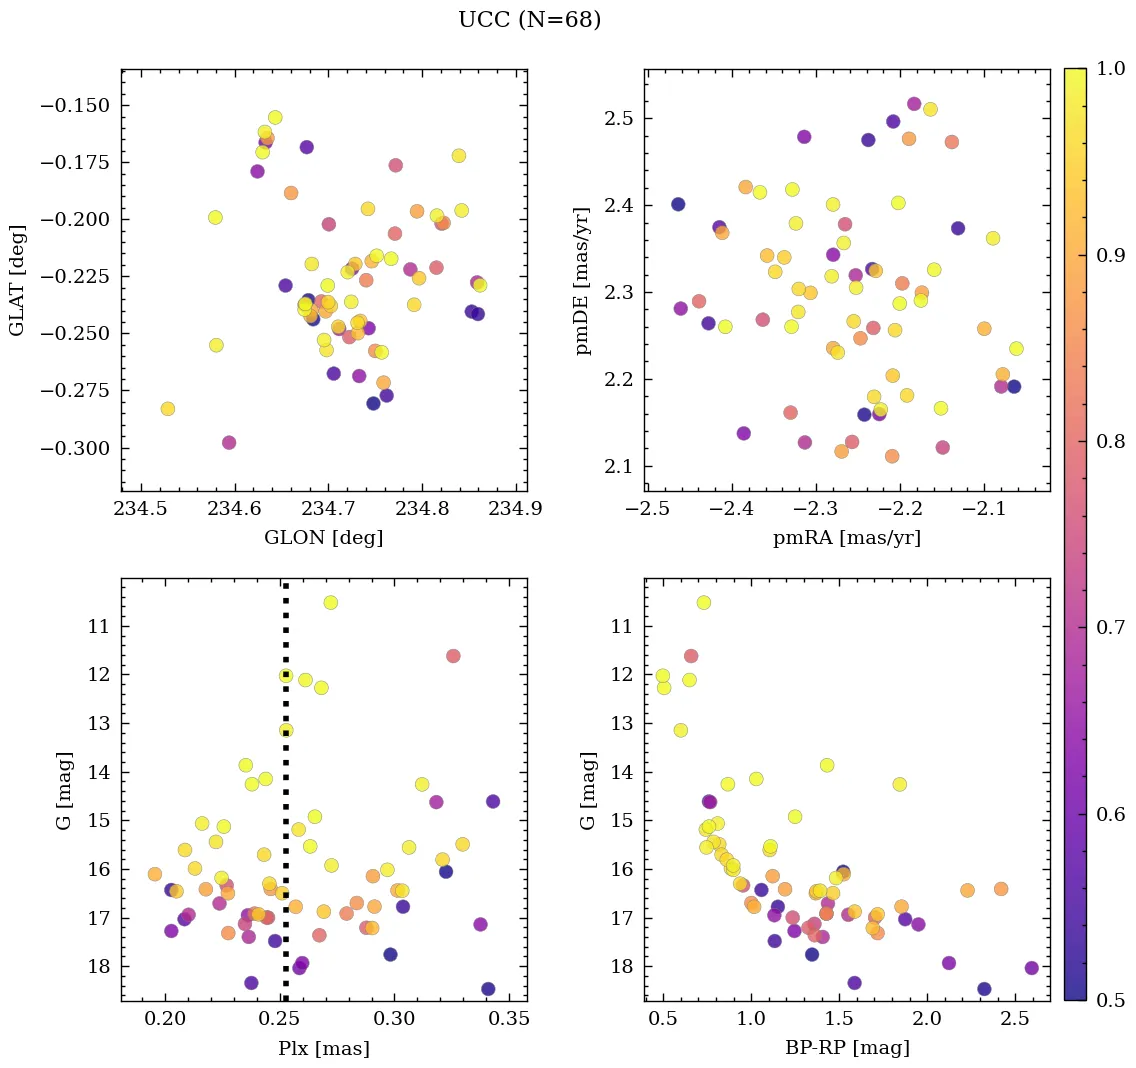 UCC (N=68)
−0.150
−0.175
−0.200
−0.225
−0.250
−0.275
−0.300
GLAT [deg]
234.5 234.6 234.7 234.8 234.9
GLON [deg]
2.5
2.4
2.3
2.2
2.1
pmDE [mas/yr]
−2.5 −2.4 −2.3 −2.2 −2.1
pmRA [mas/yr]
1.0
0.9
0.8
0.7
0.6
0.5
11
12
13
14
15
16
17
18
G [mag]
0.20 0.25 0.30 0.35
Plx [mas]
11
12
13
14
15
16
17
18
G [mag]
0.5 1.0 1.5 2.0 2.5
BP-RP [mag]